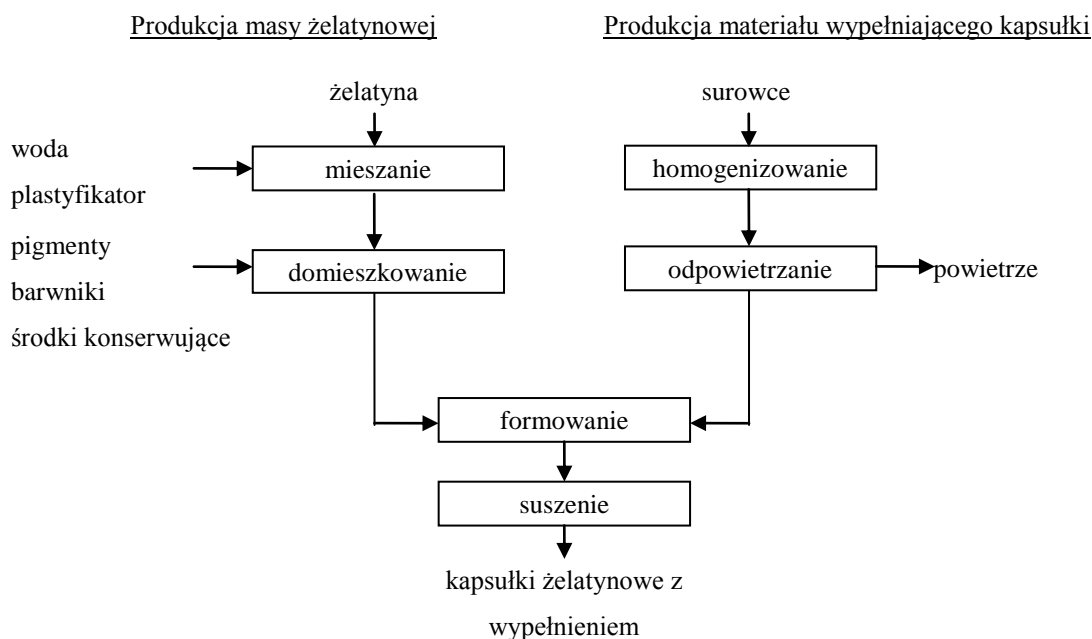 Produkcja masy żelatynowej
Produkcja materiału wypełniającego kapsułki
żelatyna
surowce
woda
plastyfikator
mieszanie
homogenizowanie
pigmenty
barwniki
środki konserwujące
domieszkowanie
odpowietrzanie
powietrze
formowanie
suszenie
kapsułki żelatynowe z
wypełnieniem